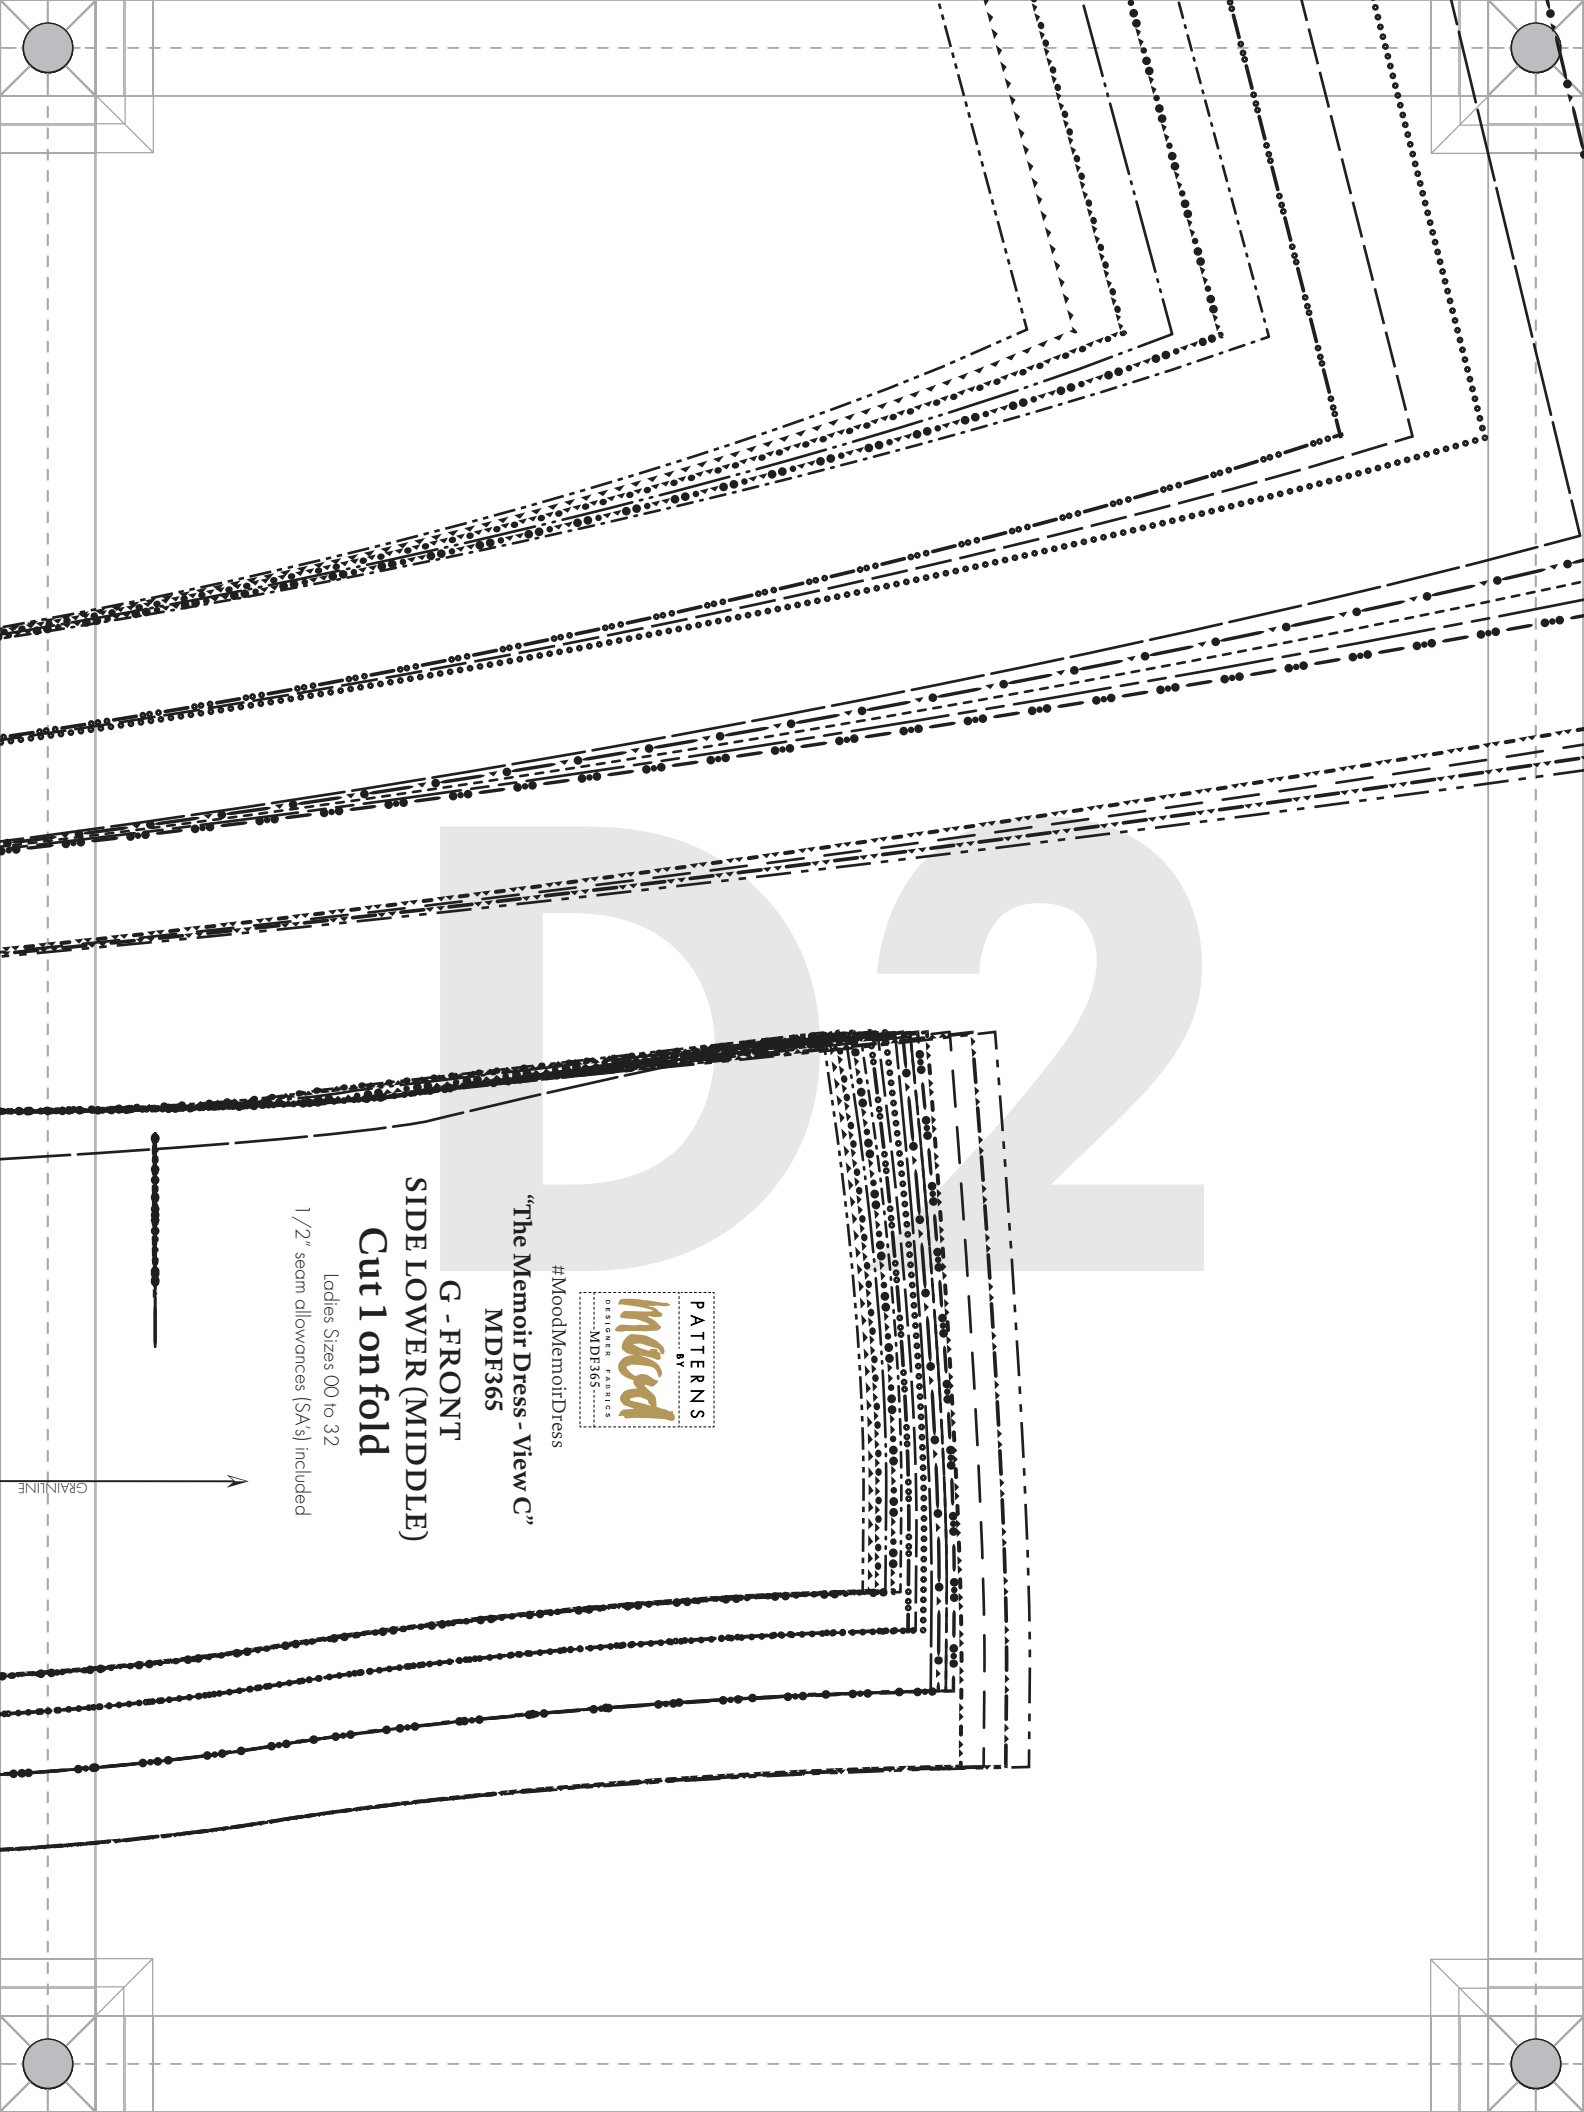 D2
PATTERNS
BY
mood
DESIGNER FABRICS
MDF365
#MoodMemoirDress
“The Memoir Dress - View C”
MDF365
G - FRONT
SIDE LOWER (MIDDLE)
Cut 1 on fold
Ladies Sizes 00 to 32
1/2" seam allowances (SA's) included
GRAINLINE